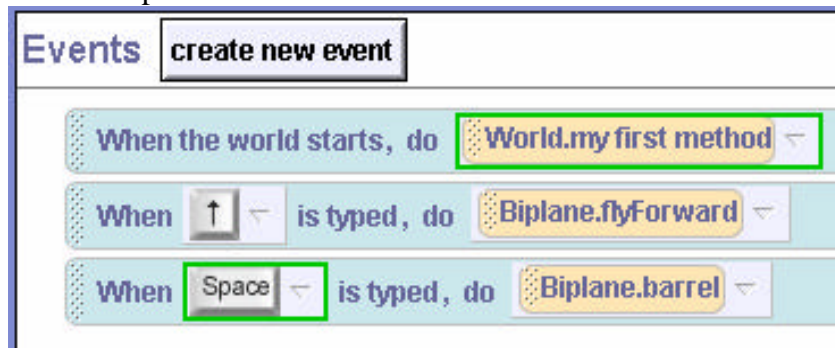 Events create new event
When the world starts, do World.my first method
When ↑ is typed, do Biplane.flyForward
When Space is typed, do Biplane.barrel